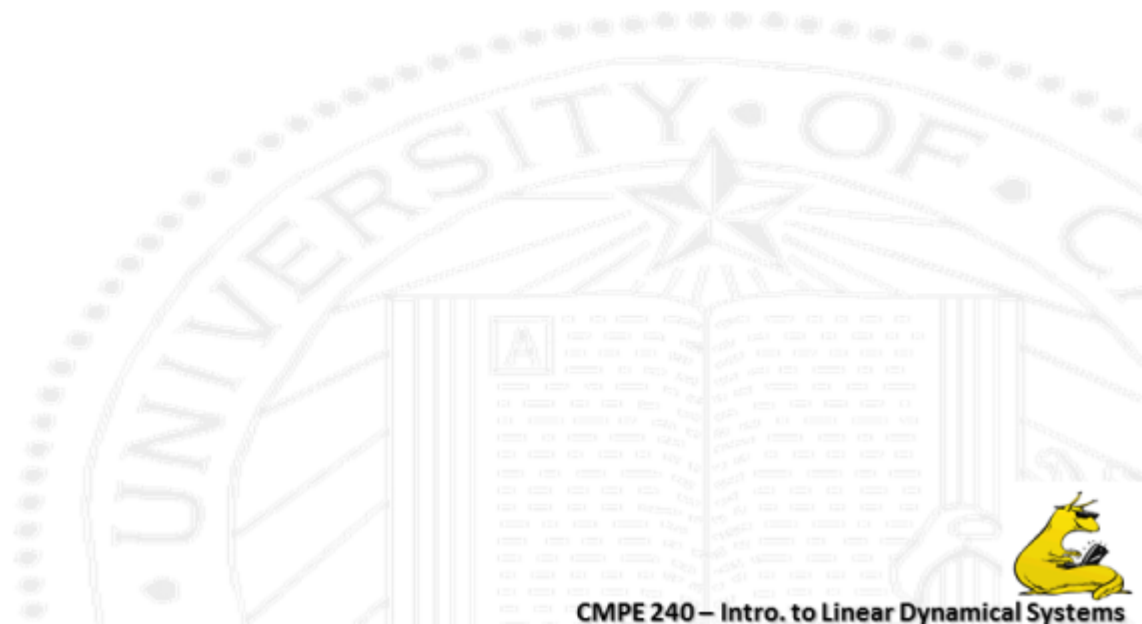 UNIVERSITY OF
A
CMPE 240 – Intro. to Linear Dynamical Systems